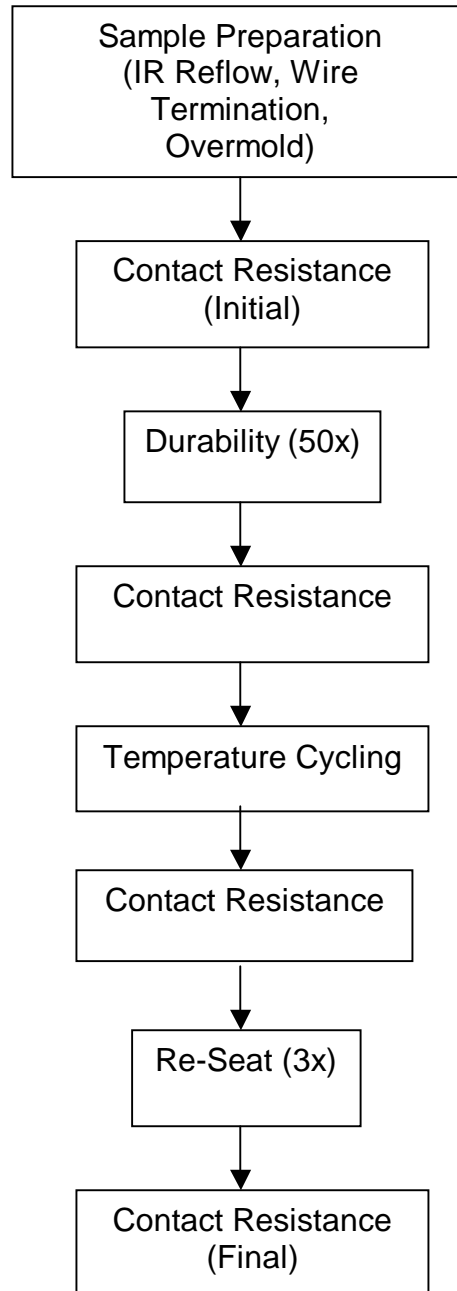 Sample Preparation
(IR Reflow, Wire
Termination,
Overmold)
Contact Resistance
(Initial)
Durability (50x)
Contact Resistance
Temperature Cycling
Contact Resistance
Re-Seat (3x)
Contact Resistance
(Final)